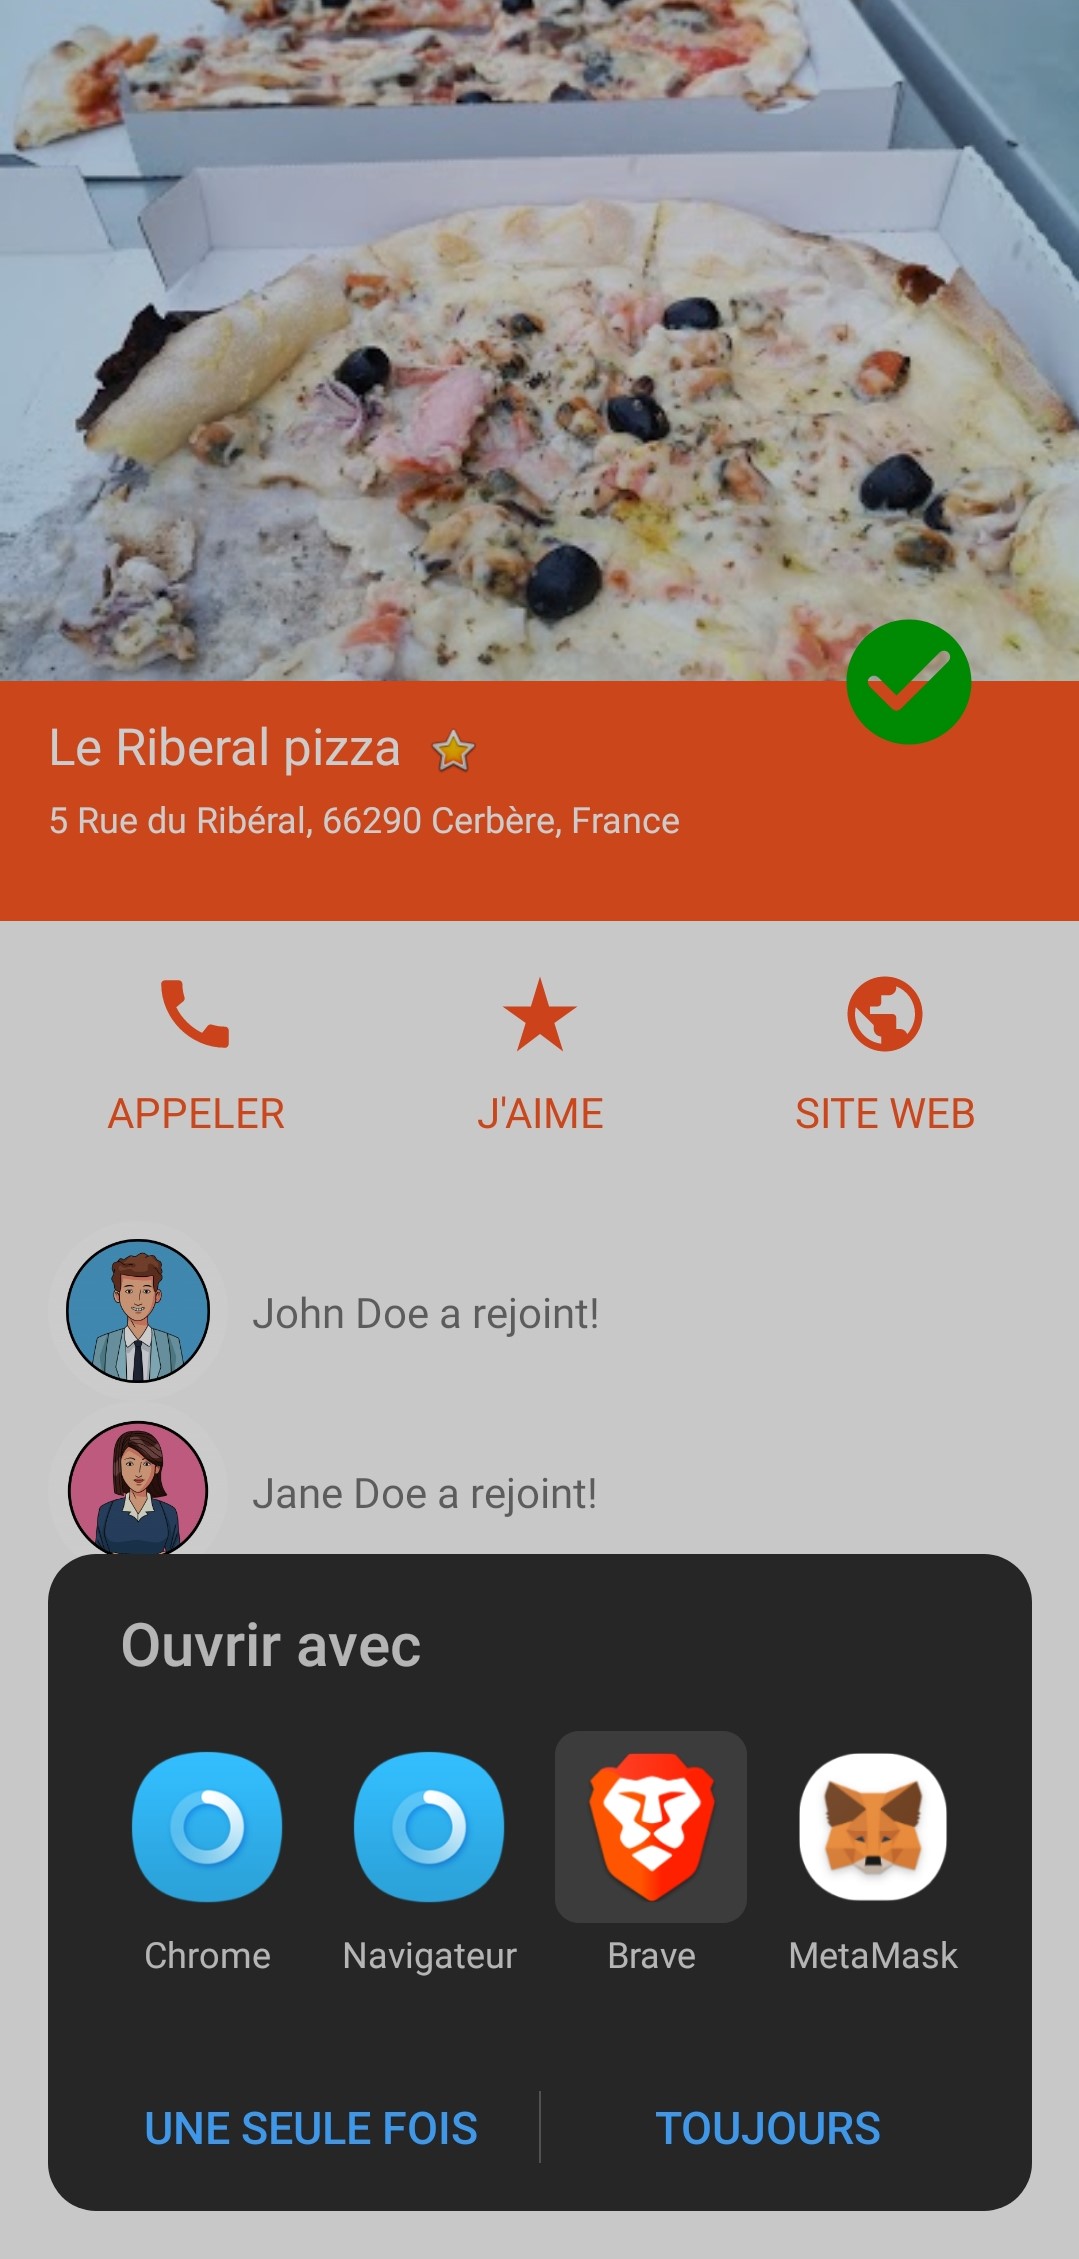 Le Riberal pizza
5 Rue du Ribéral, 66290 Cerbère, France
APPELER
J'AIME
SITE WEB
John Doe a rejoint!
Jane Doe a rejoint!
Ouvrir avec
Chrome
Navigateur
Brave
MetaMask
UNE SEULE FOIS
TOUJOURS